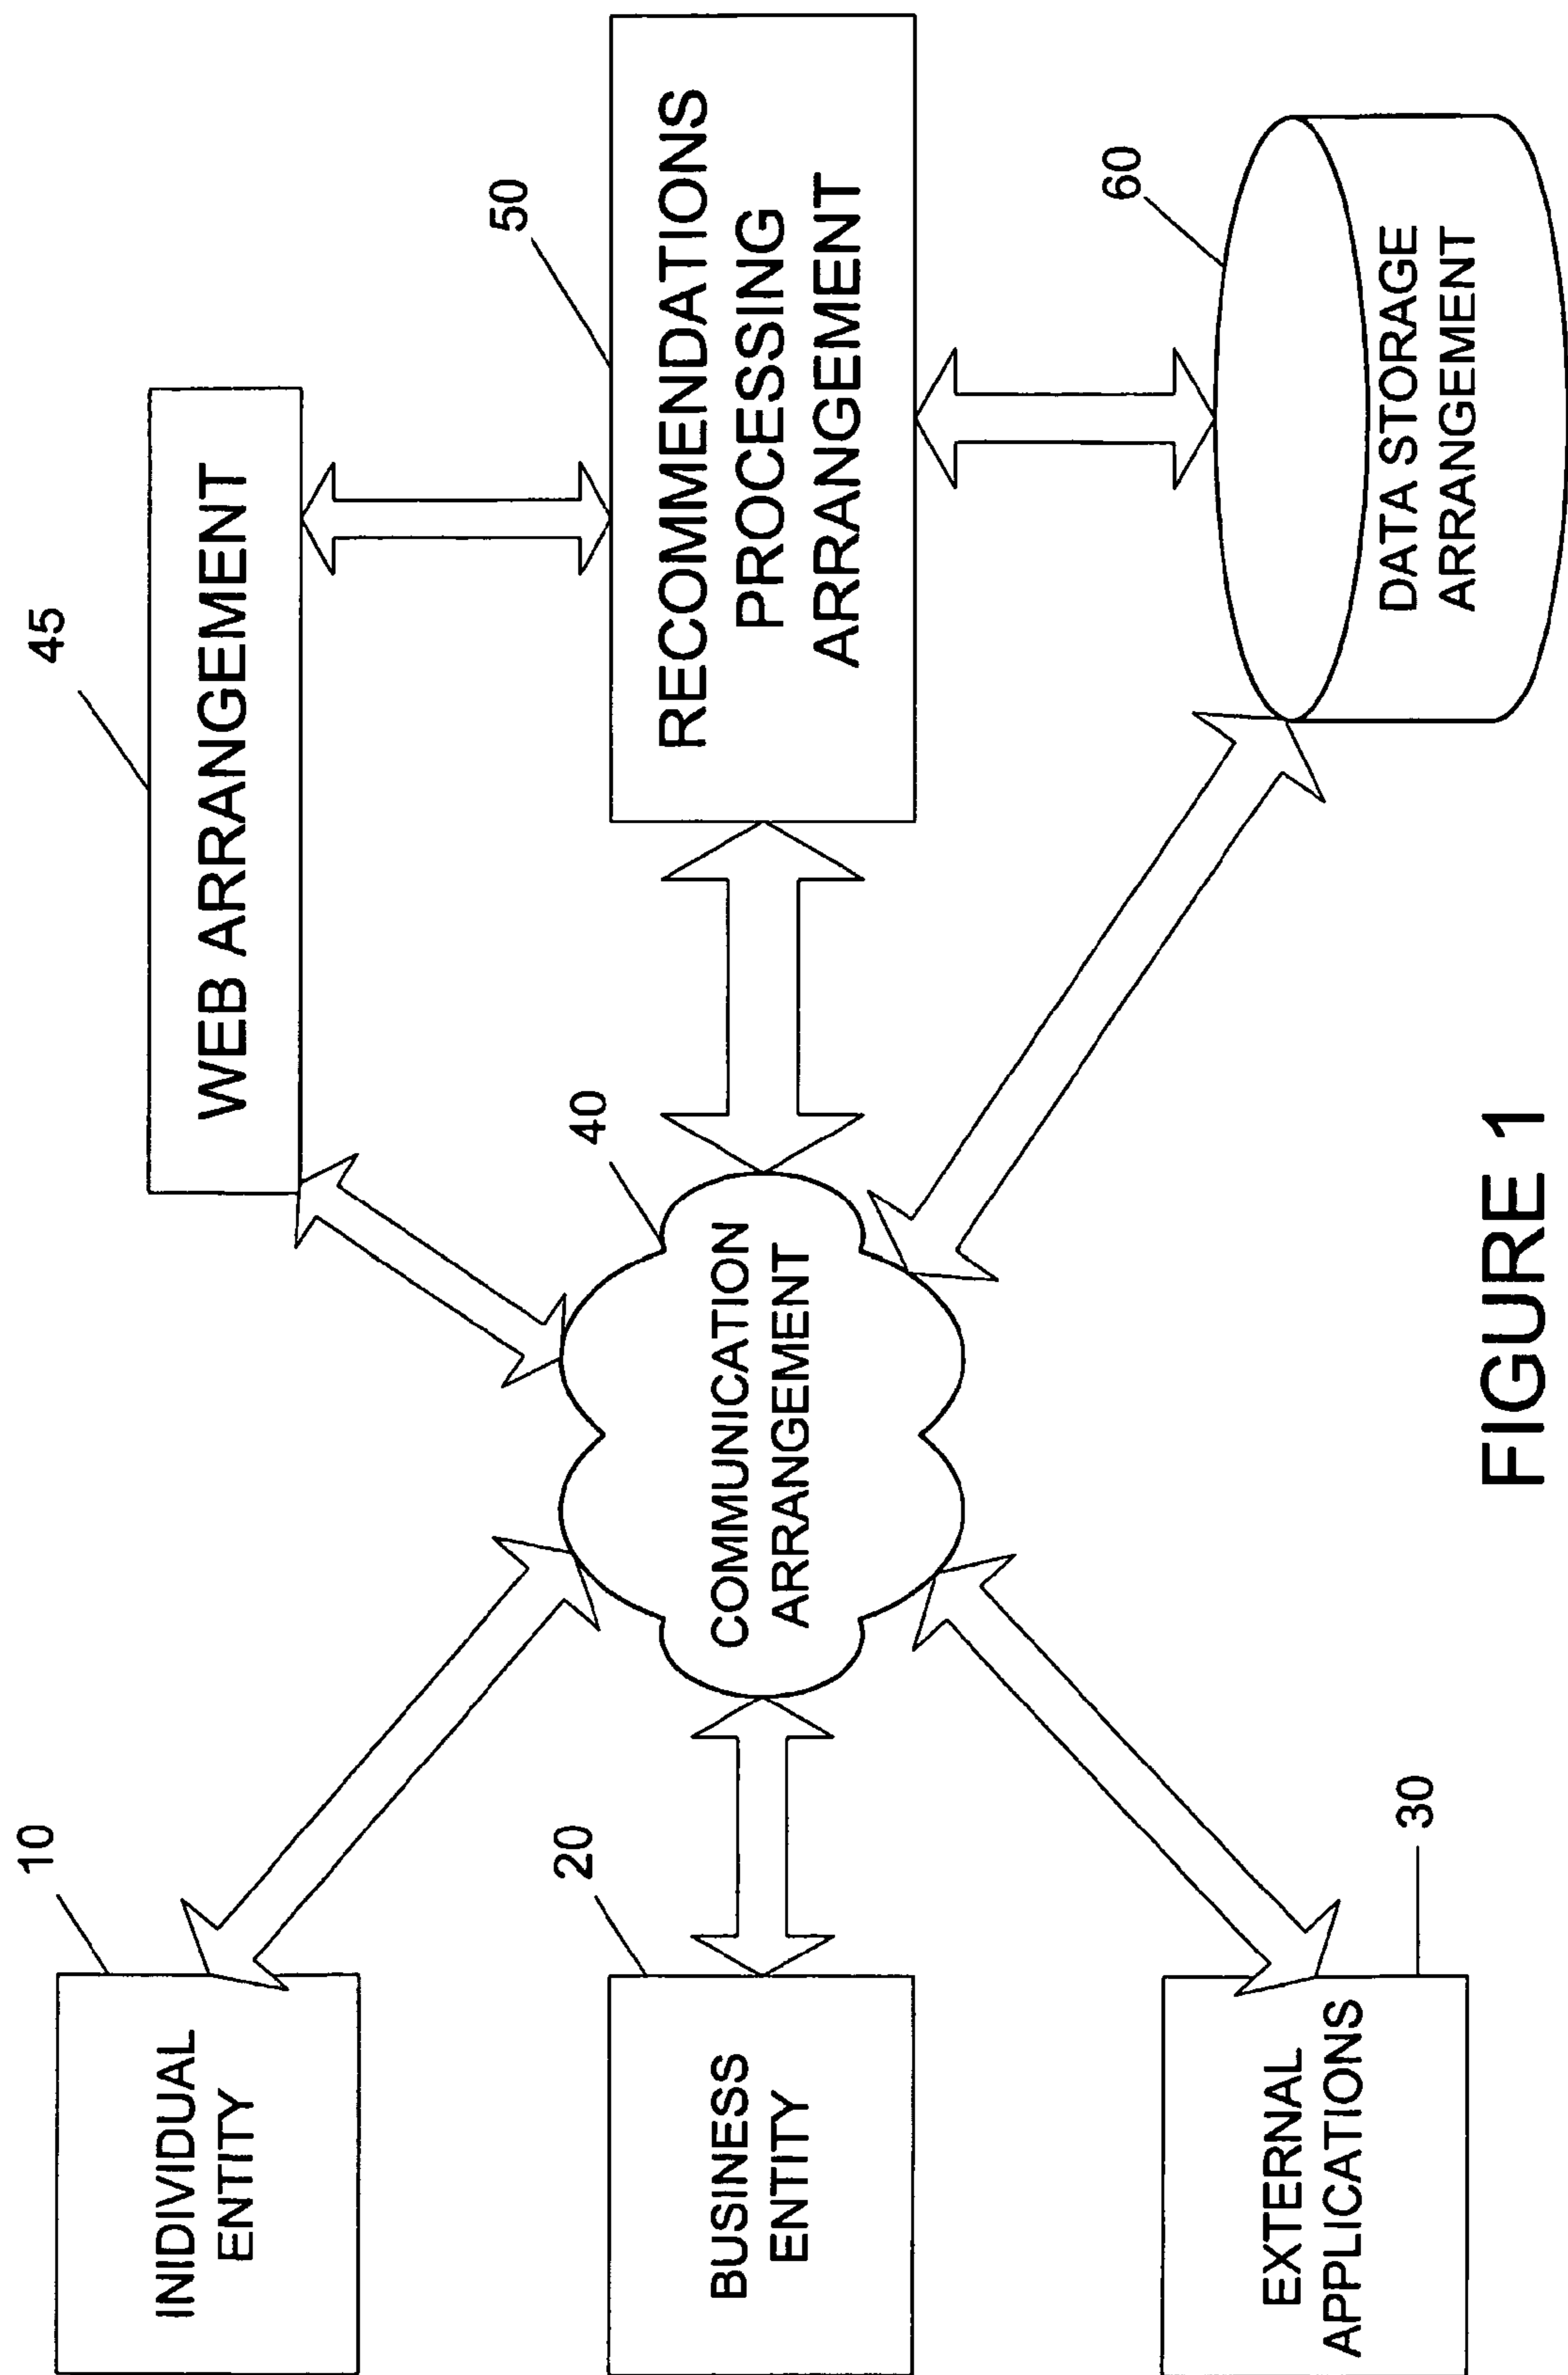 45
WEB ARRANGEMENT
10
INIDIVIDUAL
ENTITY
50
RECOMMENDATIONS
PROCESSING
ARRANGEMENT
40
COMMUNICATION
ARRANGEMENT
20
BUSINESS
ENTITY
60
DATA STORAGE
ARRANGEMENT
30
EXTERNAL
APPLICATIONS
FIGURE 1